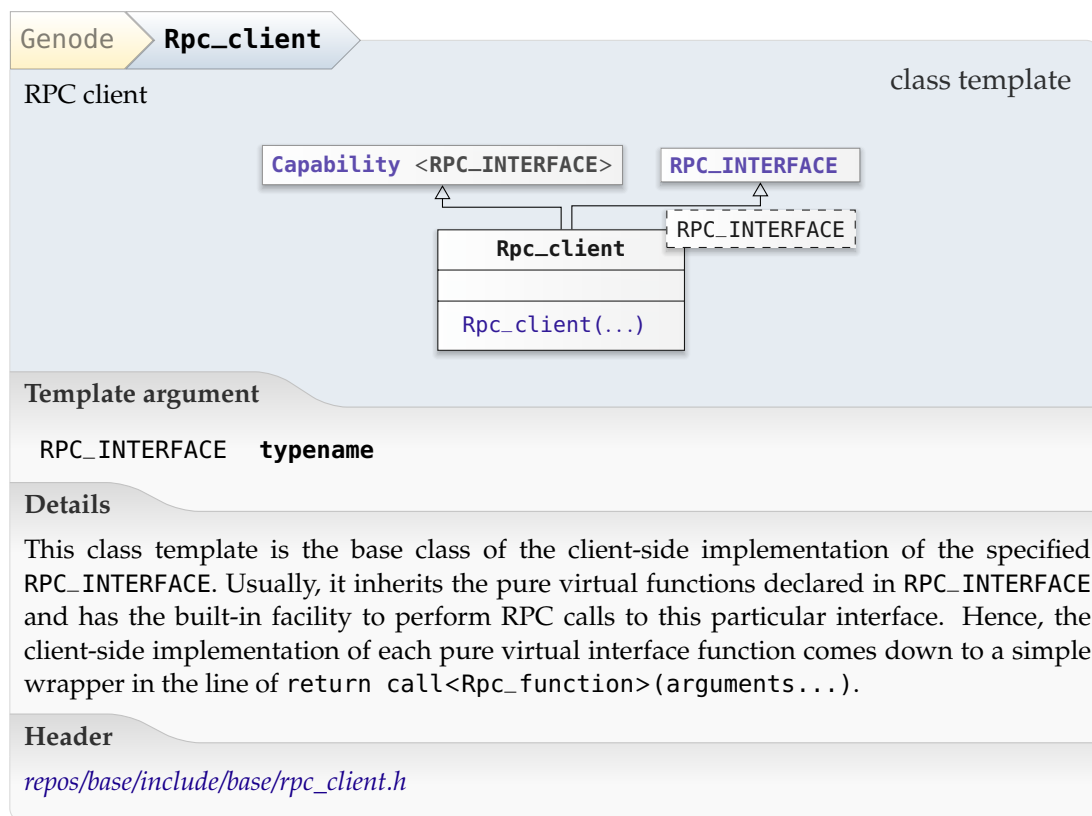 Genode Rpc_client
class template
RPC client
Capability <RPC_INTERFACE> RPC_INTERFACE
RPC_INTERFACE
Rpc_client
Rpc_client(...)
Template argument
RPC_INTERFACE typename
Details
This class template is the base class of the client-side implementation of the specified
RPC_INTERFACE. Usually, it inherits the pure virtual functions declared in RPC_INTERFACE
and has the built-in facility to perform RPC calls to this particular interface. Hence, the
client-side implementation of each pure virtual interface function comes down to a simple
wrapper in the line of return call<Rpc_function>(arguments...).
Header
repos/base/include/base/rpc_client.h